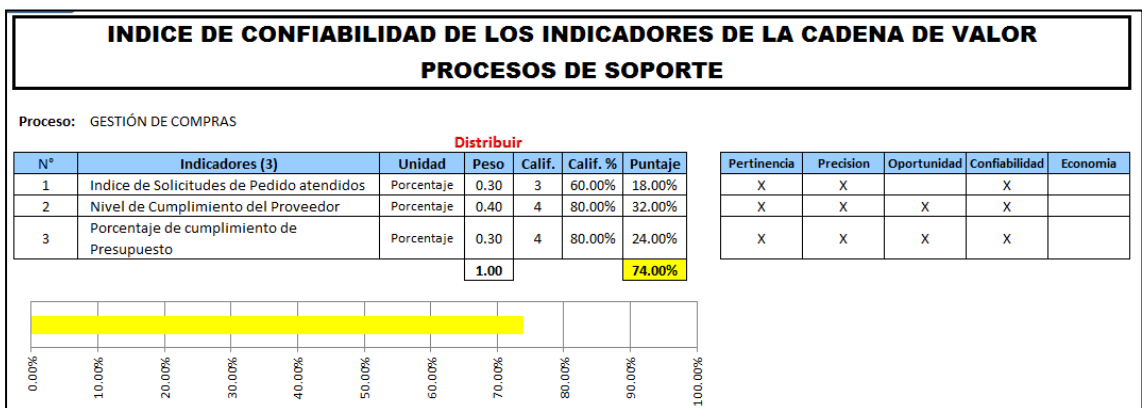 INDICE DE CONFIABILIDAD DE LOS INDICADORES DE LA CADENA DE VALOR
PROCESOS DE SOPORTE
Proceso: GESTIÓN DE COMPRAS
Distribuir
N° Indicadores (3) Unidad Peso Calif. Calif. % Puntaje Pertinencia Precision Oportunidad Confiabilidad Economia
1 Indice de Solicitudes de Pedido atendidos Porcentaje 0.30 3 60.00% 18.00% X X X
2 Nivel de Cumplimiento del Proveedor Porcentaje 0.40 4 80.00% 32.00% X X X X
3 Porcentaje de cumplimiento de
Presupuesto Porcentaje 0.30 4 80.00% 24.00% X X X X
1.00 74.00%
0.00% 10.00% 20.00% 30.00% 40.00% 50.00% 60.00% 70.00% 80.00% 90.00% 100.00%